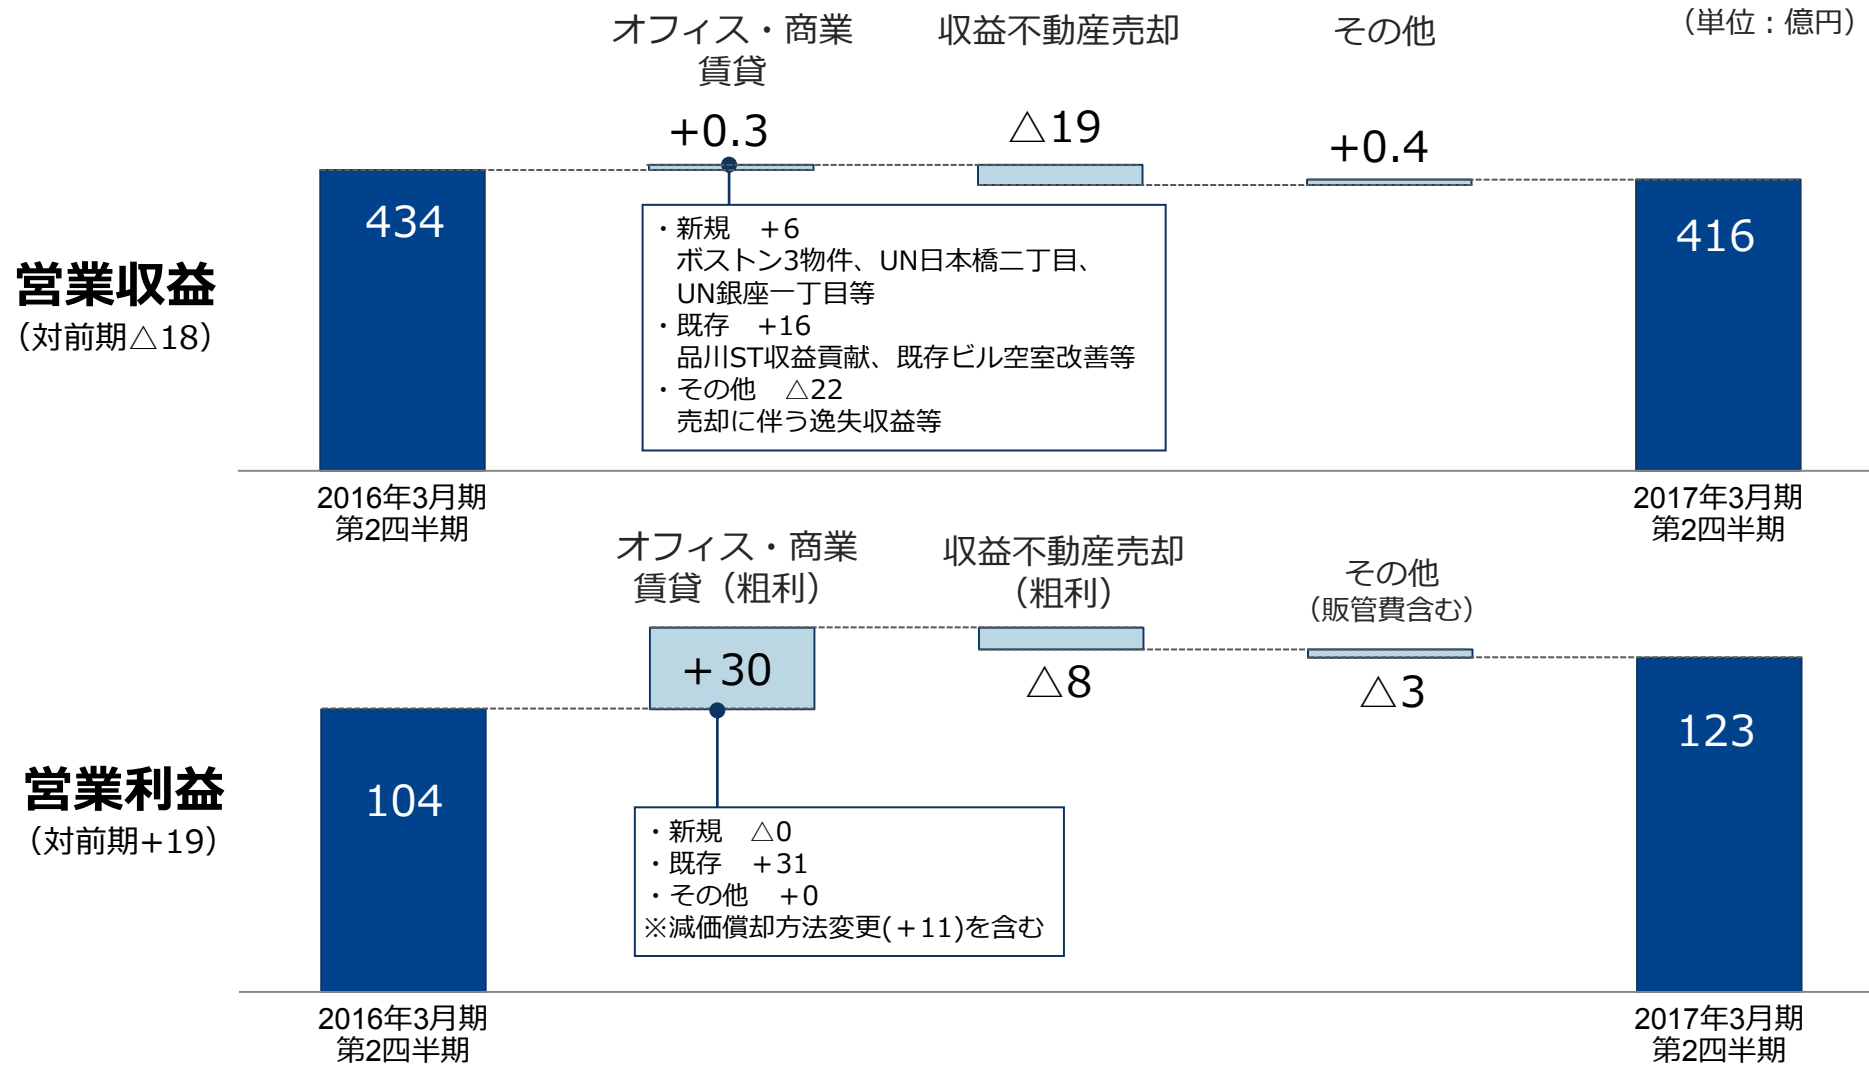 （単位：億円）
オフィス・商業
賃貸
収益不動産売却
その他
+0.3
△19
+0.4
434
416
営業収益
（対前期△18）
・新規　＋6
ボストン3物件、UN日本橋二丁目、
UN銀座一丁目等
・既存　+16
品川ST収益貢献、既存ビル空室改善等
・その他　△22
売却に伴う逸失収益等
2016年3月期
第2四半期
2017年3月期
第2四半期
オフィス・商業
賃貸（粗利）
収益不動産売却
（粗利）
その他
（販管費含む）
＋30
△8
△3
104
123
営業利益
（対前期+19）
・新規　△0
・既存　＋31
・その他　+0
※減価償却方法変更(＋11)を含む
2016年3月期
第2四半期
2017年3月期
第2四半期